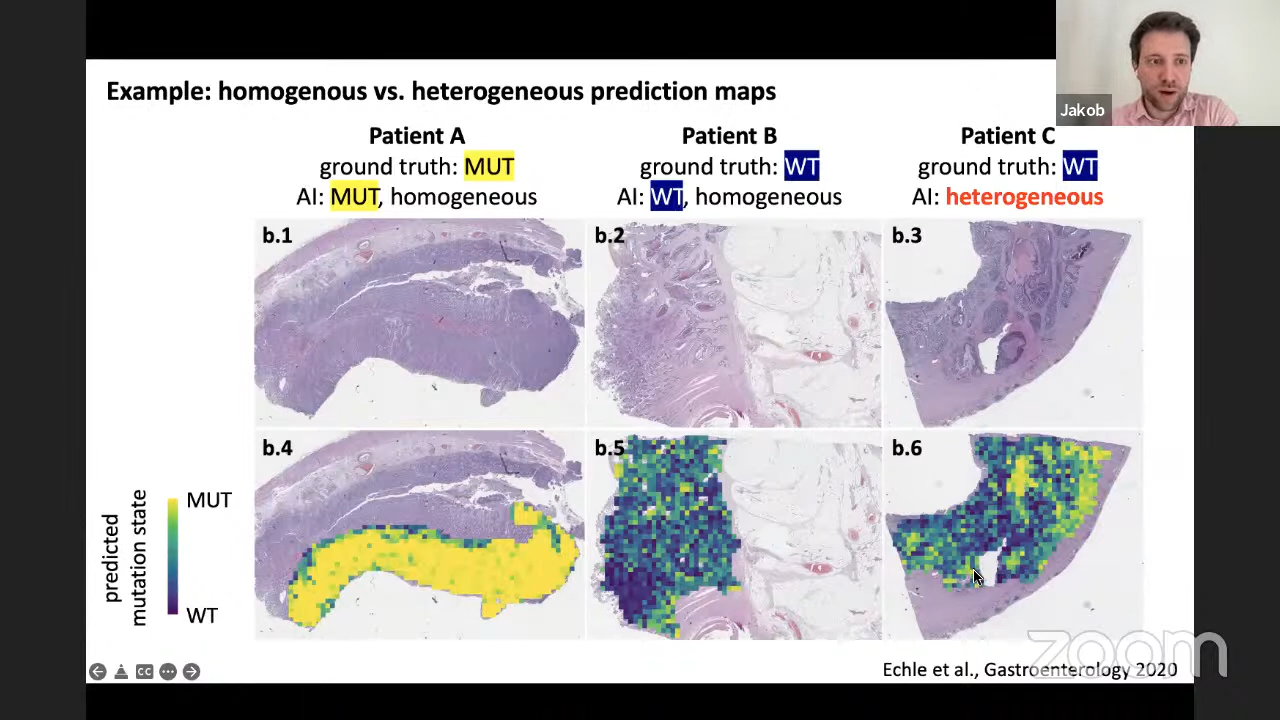 Jakob
Example: homogenous vs. heterogeneous prediction maps
Patient A
ground truth: MUT
AI: MUT, homogeneous
Patient B
ground truth: WT
AI: WT, homogeneous
Patient C
ground truth: WT
AI: heterogeneous
b.1
b.2
b.3
b.4
b.5
b.6
predicted
mutation state
MUT
WT
CC
Echle et al., Gastroenterology 2020
zoom